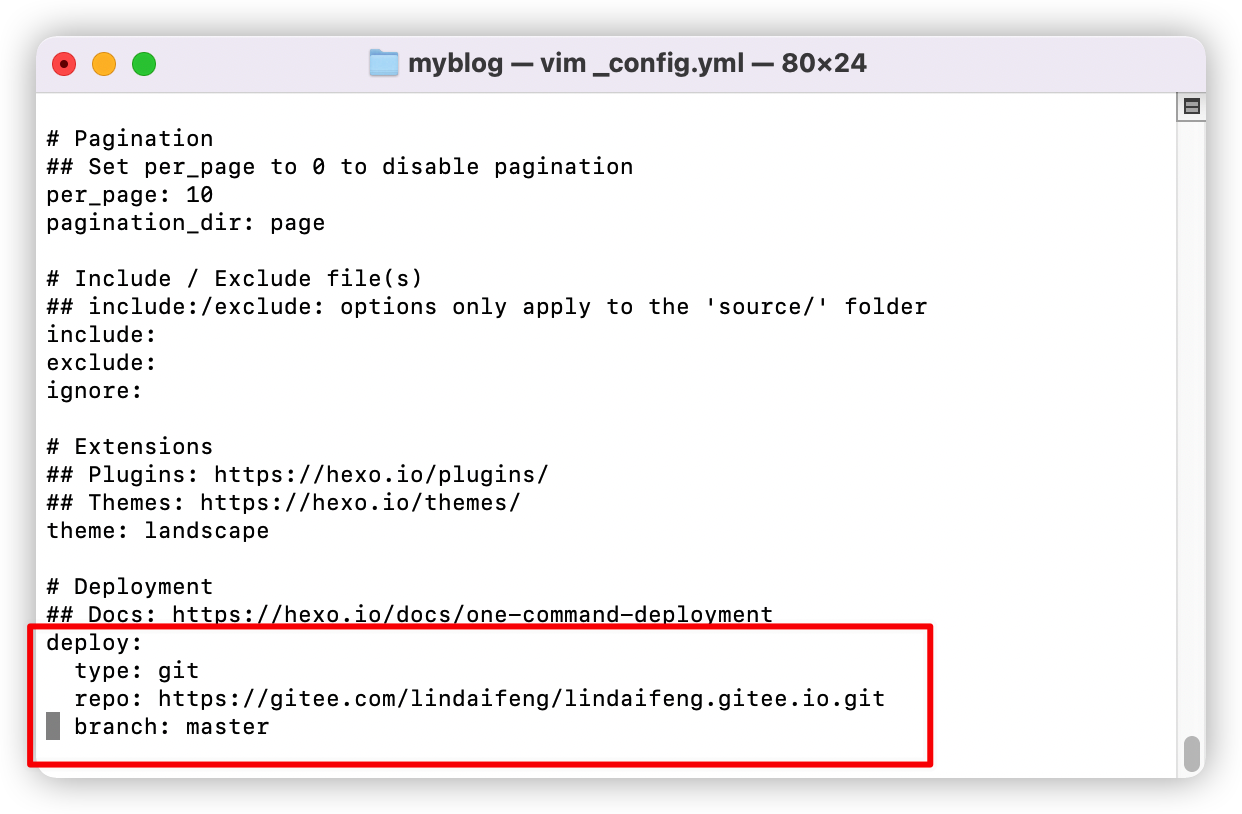 myblog — vim _config.yml — 80×24
# Pagination
## Set per_page to 0 to disable pagination
per_page: 10
pagination_dir: page
# Include / Exclude file(s)
## include:/exclude: options only apply to the 'source/' folder
include:
exclude:
ignore:
# Extensions
## Plugins: https://hexo.io/plugins/
## Themes: https://hexo.io/themes/
theme: landscape
# Deployment
## Docs: https://hexo.io/docs/one-command-deployment
deploy:
  type: git
  repo: https://gitee.com/lindaifeng/lindaifeng.gitee.io.git
  branch: master